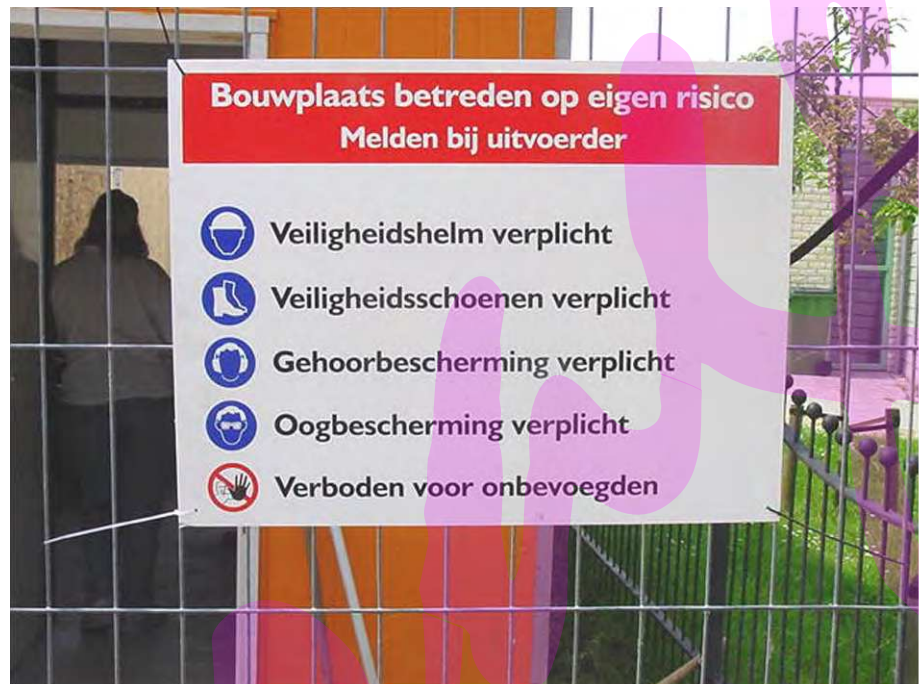 Bouwplaats betreden op eigen risico
Melden bij uitvoerder
Veiligheidshelm verplicht
Veiligheidsschoenen verplicht
Gehoorbescherming verplicht
Oogbescherming verplicht
Verboden voor onbevoegden